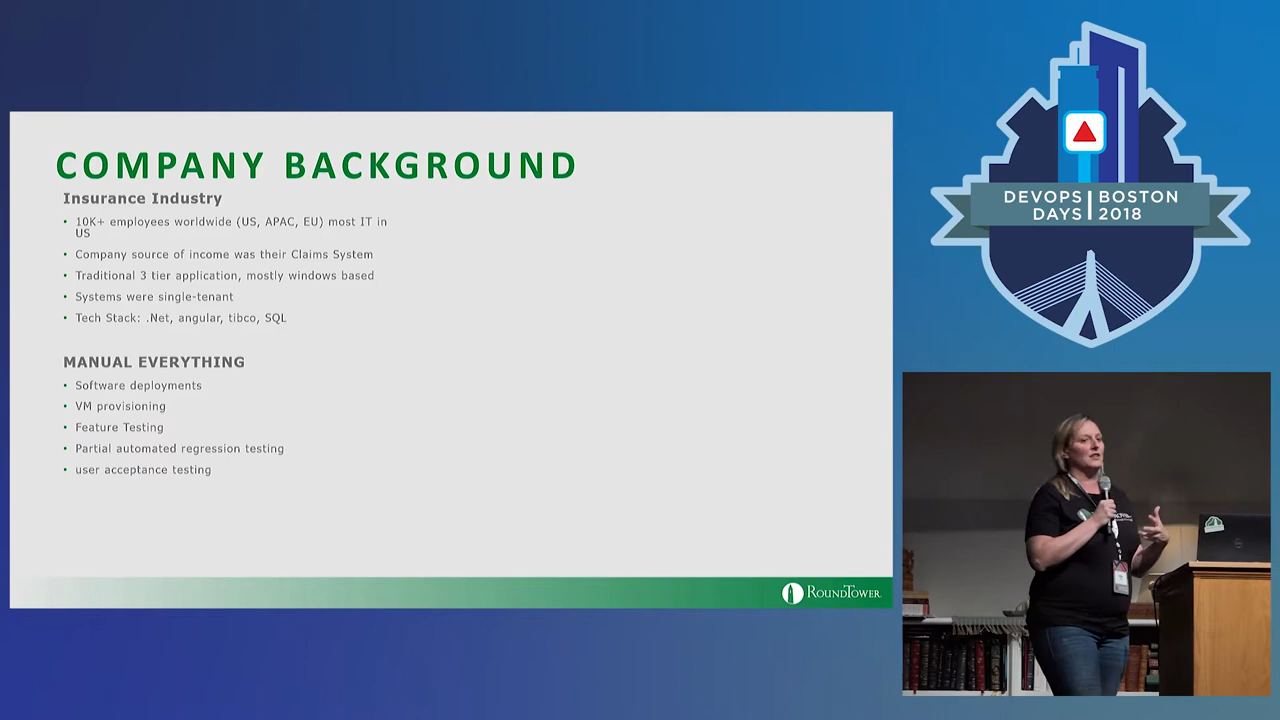 COMPANY BACKGROUND
Insurance Industry
• 10K+ employees worldwide (US, APAC, EU) most IT in
US
• Company source of income was their Claims System
• Traditional 3 tier application, mostly windows based
• Systems were single-tenant
• Tech Stack: .Net, angular, tibco, SQL
MANUAL EVERYTHING
• Software deployments
• VM provisioning
• Feature Testing
• Partial automated regression testing
• user acceptance testing
ROUNDTOWER
DEVOPS BOSTON
DAYS 2018